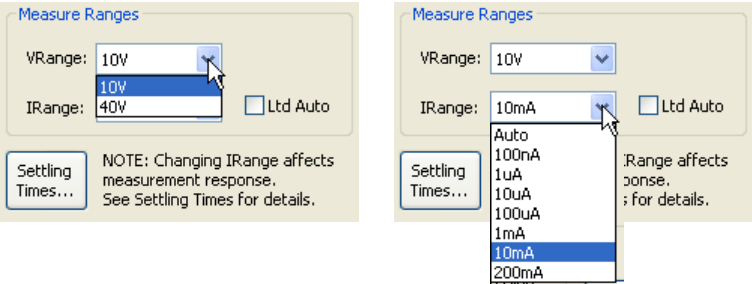 Measure Ranges
VRange: 10V
10V
40V
IRange:
Ltd Auto
Settling Times...
NOTE: Changing IRange affects
measurement response.
See Settling Times for details.
Measure Ranges
VRange: 10V
IRange: 10mA
Ltd Auto
Auto
100nA
1uA
10uA
100uA
1mA
10mA
200mA
Settling Times...
IRange affects
ponse.
s for details.